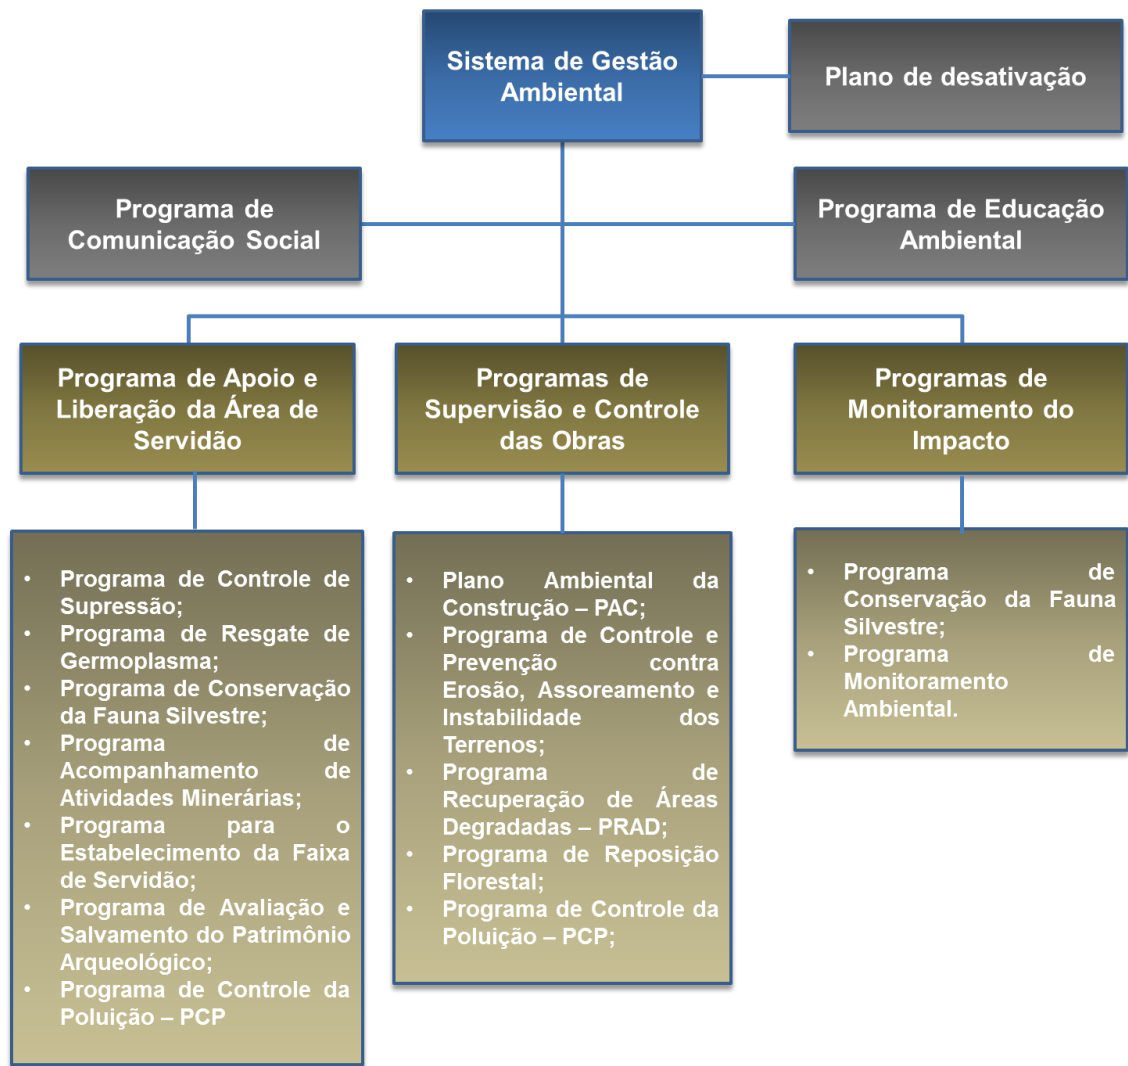 Sistema de Gestão
Ambiental
Plano de desativação
Programa de
Comunicação Social
Programa de Educação
Ambiental
Programa de Apoio e
Liberação da Área de
Servidão
Programas de
Supervisão e Controle
das Obras
Programas de
Monitoramento do
Impacto
• Programa de Controle de
Supressão;
• Programa de Resgate de
Germoplasma;
• Programa de Conservação
da Fauna Silvestre;
• Programa de
Acompanhamento de
Atividades Minerárias;
• Programa para o
Estabelecimento da Faixa
de Servidão;
• Programa de Avaliação e
Salvamento do Patrimônio
Arqueológico;
• Programa de Controle da
Poluição – PCP
• Plano Ambiental da
Construção – PAC;
• Programa de Controle e
Prevenção contra
Erosão, Assoreamento e
Instabilidade dos
Terrenos;
• Programa de
Recuperação de Áreas
Degradadas – PRAD;
• Programa de Reposição
Florestal;
• Programa de Controle da
Poluição – PCP;
• Programa de
Conservação da Fauna
Silvestre;
• Programa de
Monitoramento
Ambiental.